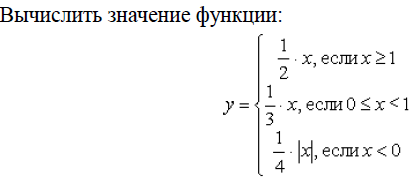 Вычислить значение функции:
y = { 1/2 · x, если x ≥ 1
1/3 · x, если 0 ≤ x < 1
1/4 · |x|, если x < 0